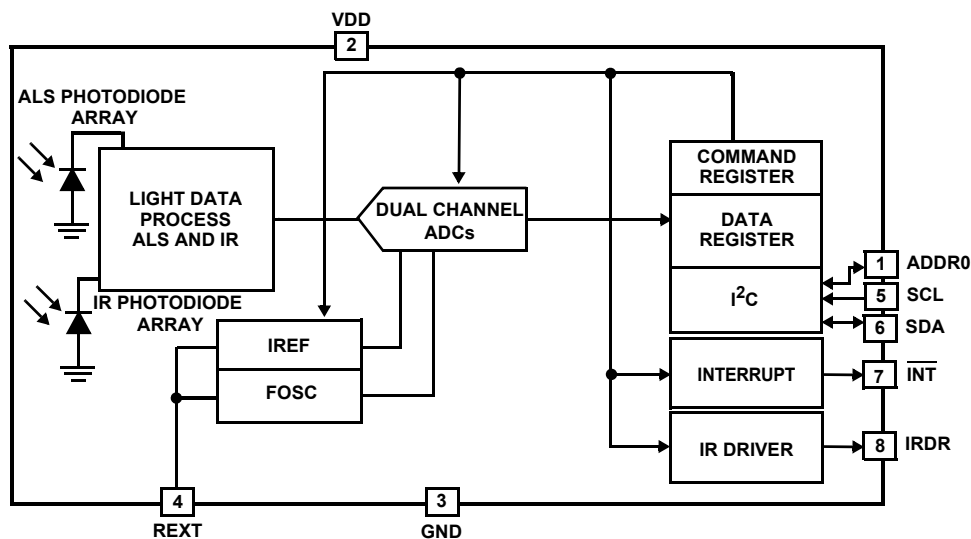 VDD
2
ALS PHOTODIODE
ARRAY
LIGHT DATA
PROCESS
ALS AND IR
IR PHOTODIODE
ARRAY
DUAL CHANNEL
ADCs
IREF
FOSC
COMMAND
REGISTER
DATA
REGISTER
I²C
1 ADDR0
5 SCL
6 SDA
INTERRUPT
7 I̅N̅T̅
IR DRIVER
8 IRDR
4
REXT
3
GND